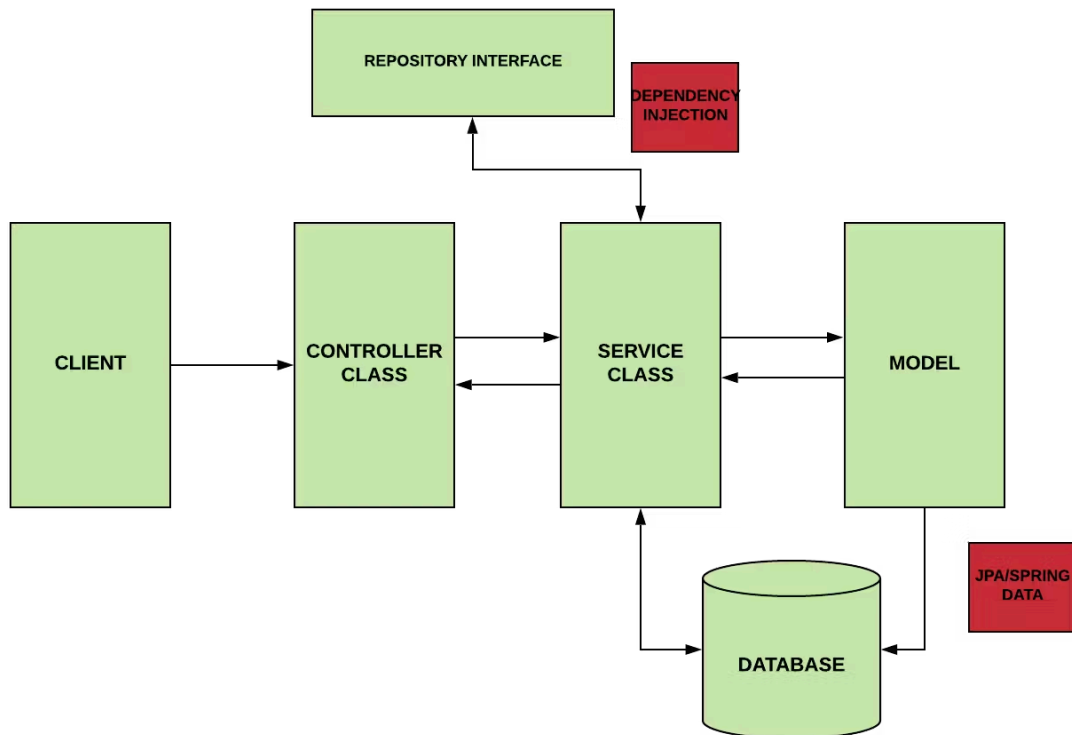 REPOSITORY INTERFACE
DEPENDENCY
INJECTION
CLIENT
CONTROLLER
CLASS
SERVICE
CLASS
MODEL
JPA/SPRING
DATA
DATABASE